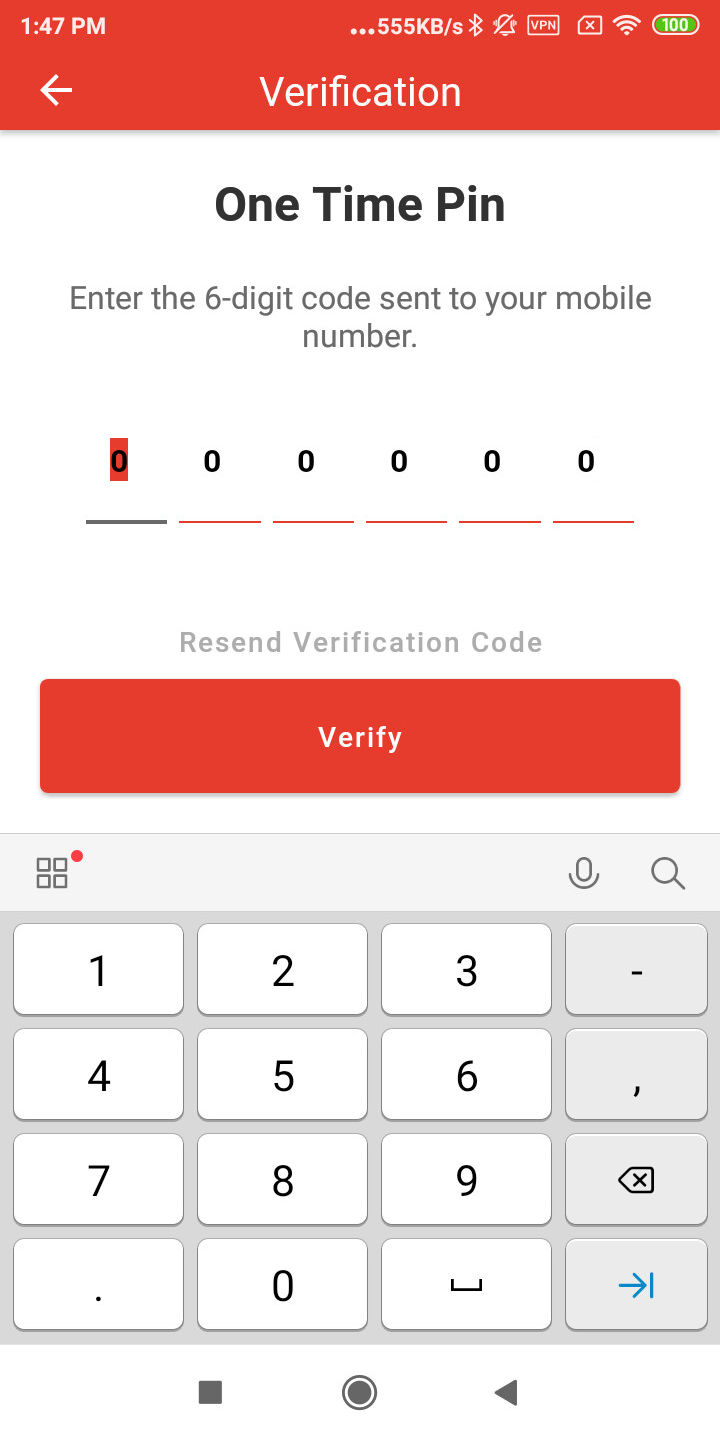 1:47 PM ...555KB/s VPN 100
Verification
One Time Pin
Enter the 6-digit code sent to your mobile
number.
0 0 0 0 0 0
Resend Verification Code
Verify
1 2 3 -
4 5 6 ,
7 8 9
. 0